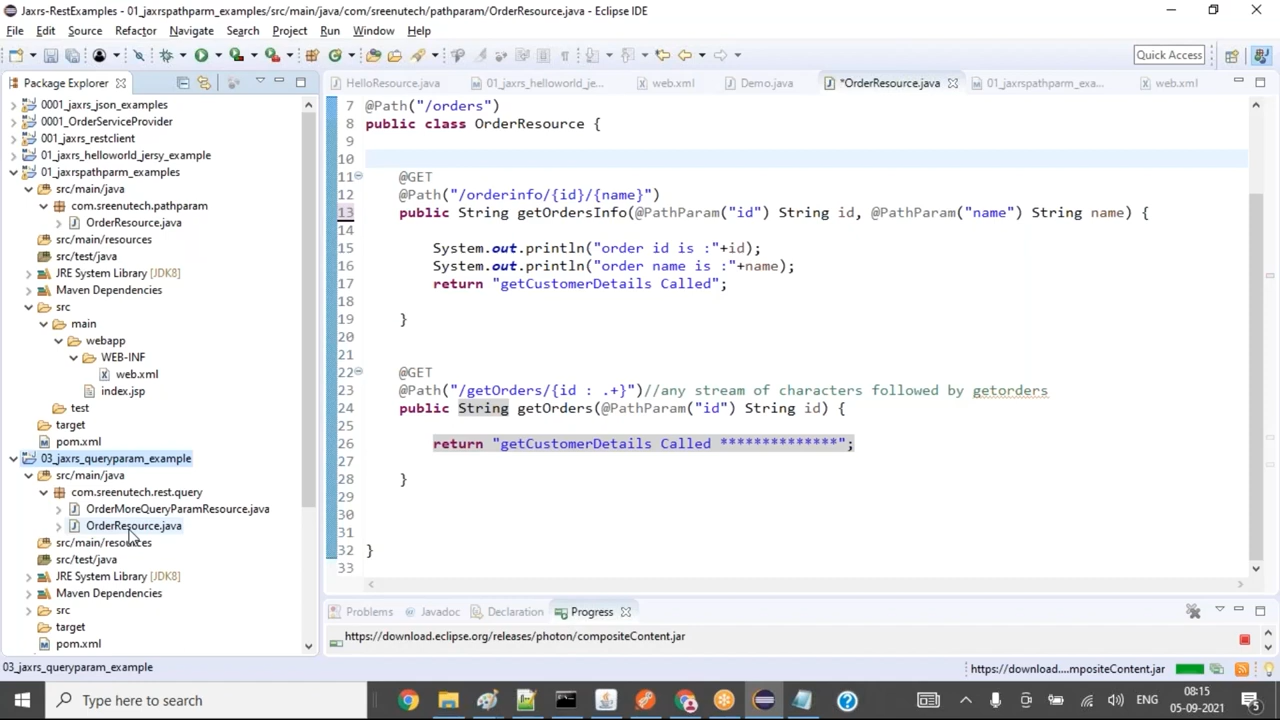 Jaxrs-RestExamples - 01_jaxrspathparm_examples/src/main/java/com/sreenutech/pathparam/OrderResource.java - Eclipse IDE
File Edit Source Refactor Navigate Search Project Run Window Help
Quick Access
Package Explorer
HelloResource.java 01_jaxrs_helloworld_je... web.xml Demo.java *OrderResource.java 01_jaxrspathparm_exa... web.xml
0001_jaxrs_json_examples
0001_OrderServiceProvider
001_jaxrs_restclient
01_jaxrs_helloworld_jersy_example
01_jaxrspathparm_examples
src/main/java
com.sreenutech.pathparam
OrderResource.java
src/main/resources
src/test/java
JRE System Library [JDK8]
Maven Dependencies
src
main
webapp
WEB-INF
web.xml
index.jsp
test
target
pom.xml
03_jaxrs_queryparam_example
src/main/java
com.sreenutech.rest.query
OrderMoreQueryParamResource.java
OrderResource.java
src/main/resources
src/test/java
JRE System Library [JDK8]
Maven Dependencies
src
target
pom.xml
7 @Path("/orders")
8 public class OrderResource {
9
10
11 @GET
12 @Path("/orderinfo/{id}/{name}")
13 public String getOrdersInfo(@PathParam("id") String id, @PathParam("name") String name) {
14
15 System.out.println("order id is :"+id);
16 System.out.println("order name is :"+name);
17 return "getCustomerDetails Called";
18
19 }
20
21
22 @GET
23 @Path("/getOrders/{id : .+}")//any stream of characters followed by getorders
24 public String getOrders(@PathParam("id") String id) {
25
26 return "getCustomerDetails Called **************";
27
28 }
29
30
31
32 }
33
Problems Javadoc Declaration Progress
https://download.eclipse.org/releases/photon/compositeContent.jar
03_jaxrs_queryparam_example
https://download....mpositeContent.jar
Type here to search
ENG
08:15
05-09-2021
5